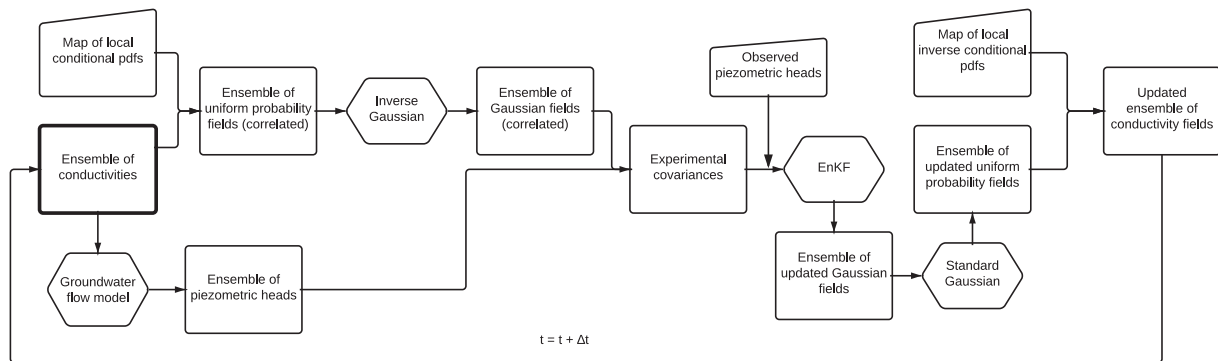 Map of local
conditional pdfs
Ensemble of
uniform probability
fields (correlated)
Inverse
Gaussian
Ensemble of
Gaussian fields
(correlated)
Ensemble of
conductivities
Groundwater
flow model
Ensemble of
piezometric heads
Experimental
covariances
Observed
piezometric heads
EnKF
Ensemble of
updated Gaussian
fields
Standard
Gaussian
Ensemble of
updated uniform
probability fields
Map of local
inverse conditional
pdfs
Updated
ensemble of
conductivity fields
t = t + Δt